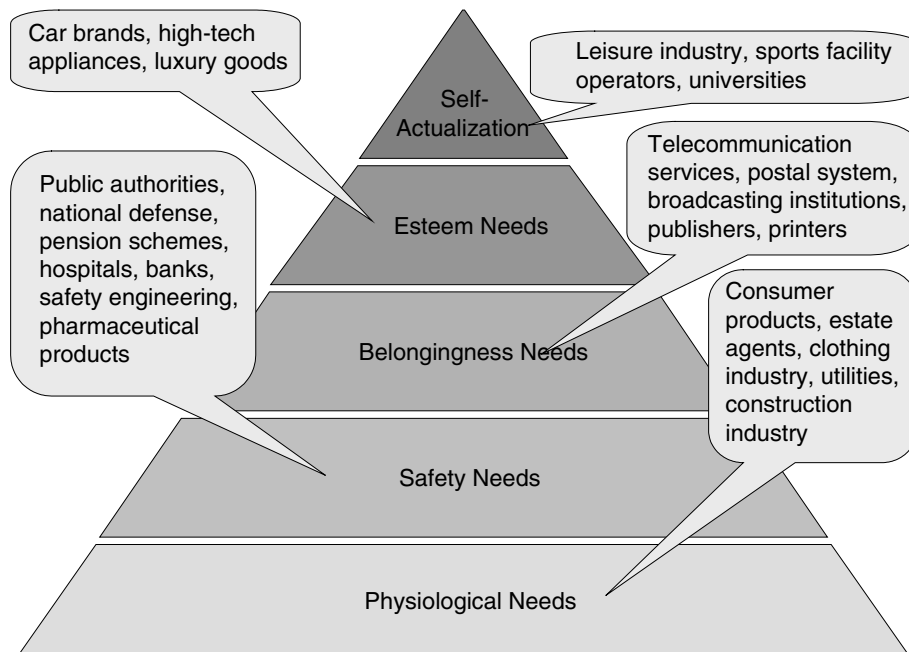 Car brands, high-tech
appliances, luxury goods
Leisure industry, sports facility
operators, universities
Self-
Actualization
Telecommunication
services, postal system,
broadcasting institutions,
publishers, printers
Public authorities,
national defense,
pension schemes,
hospitals, banks,
safety engineering,
pharmaceutical
products
Esteem Needs
Consumer
products, estate
agents, clothing
industry, utilities,
construction
industry
Belongingness Needs
Safety Needs
Physiological Needs